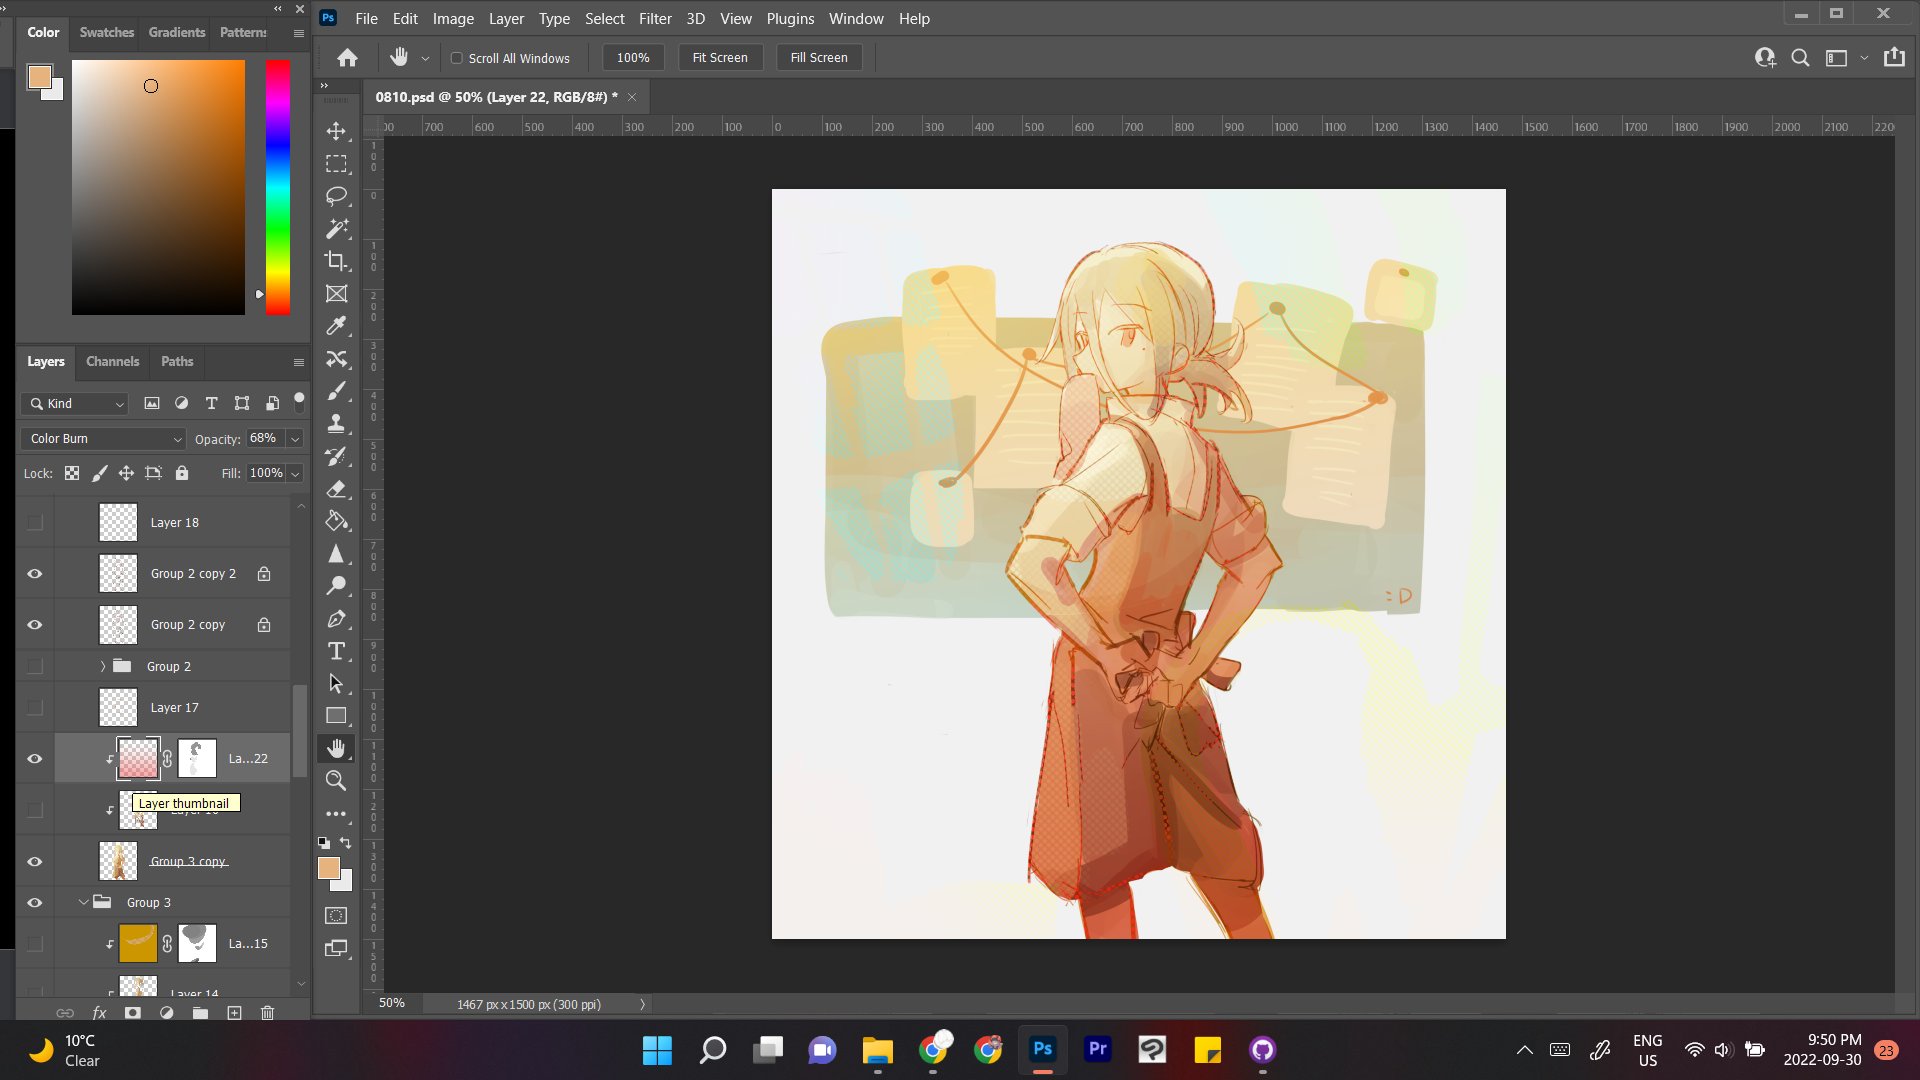 File Edit Image Layer Type Select Filter 3D View Plugins Window Help
Color Swatches Gradients Patterns
Scroll All Windows 100% Fit Screen Fill Screen
0810.psd @ 50% (Layer 22, RGB/8#) *
700 600 500 400 300 200 100 0 100 200 300 400 500 600 700 800 900 1000 1100 1200 1300 1400 1500 1600 1700 1800 1900 2000 2100 2200
Layers Channels Paths
Kind
Color Burn Opacity: 68%
Lock: Fill: 100%
Layer 18
Group 2 copy 2
Group 2 copy
Group 2
Layer 17
La...22
Layer thumbnail
Group 3 copy
Group 3
La...15
Layer 14
:D
50% 1467 px x 1500 px (300 ppi)
10°C
Clear
Ps
Pr
ENG
US
9:50 PM
2022-09-30
23